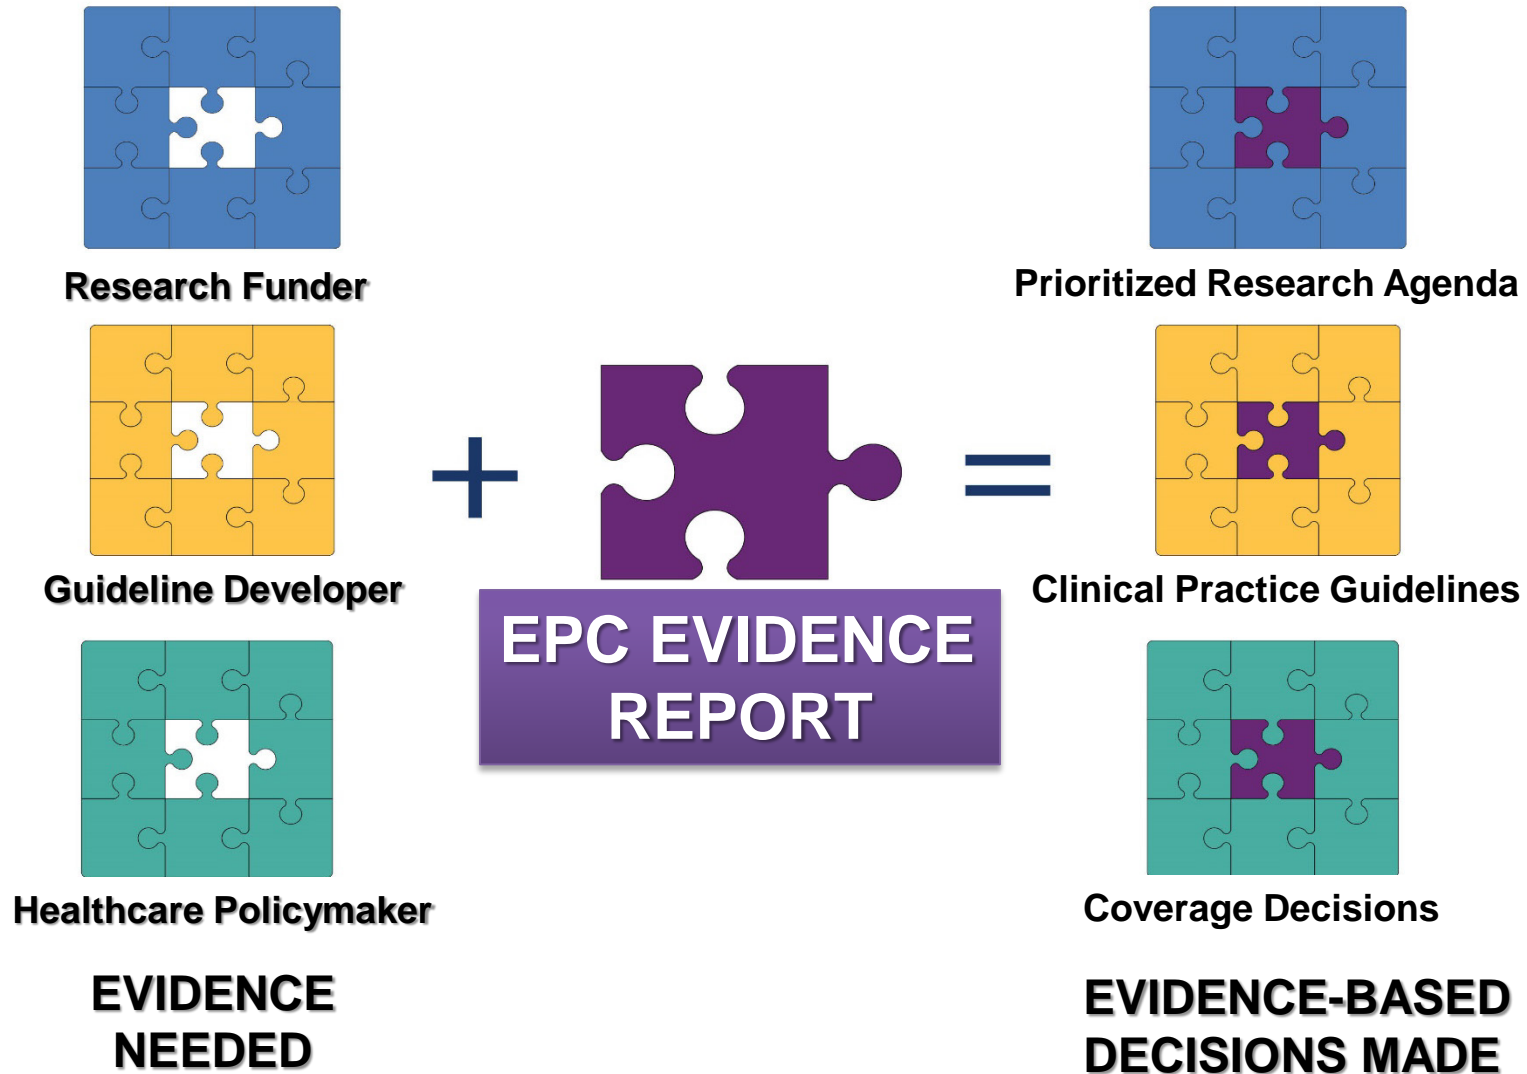 Research Funder
Guideline Developer
Healthcare Policymaker
EVIDENCE
NEEDED
+
EPC EVIDENCE
REPORT
=
Prioritized Research Agenda
Clinical Practice Guidelines
Coverage Decisions
EVIDENCE-BASED
DECISIONS MADE